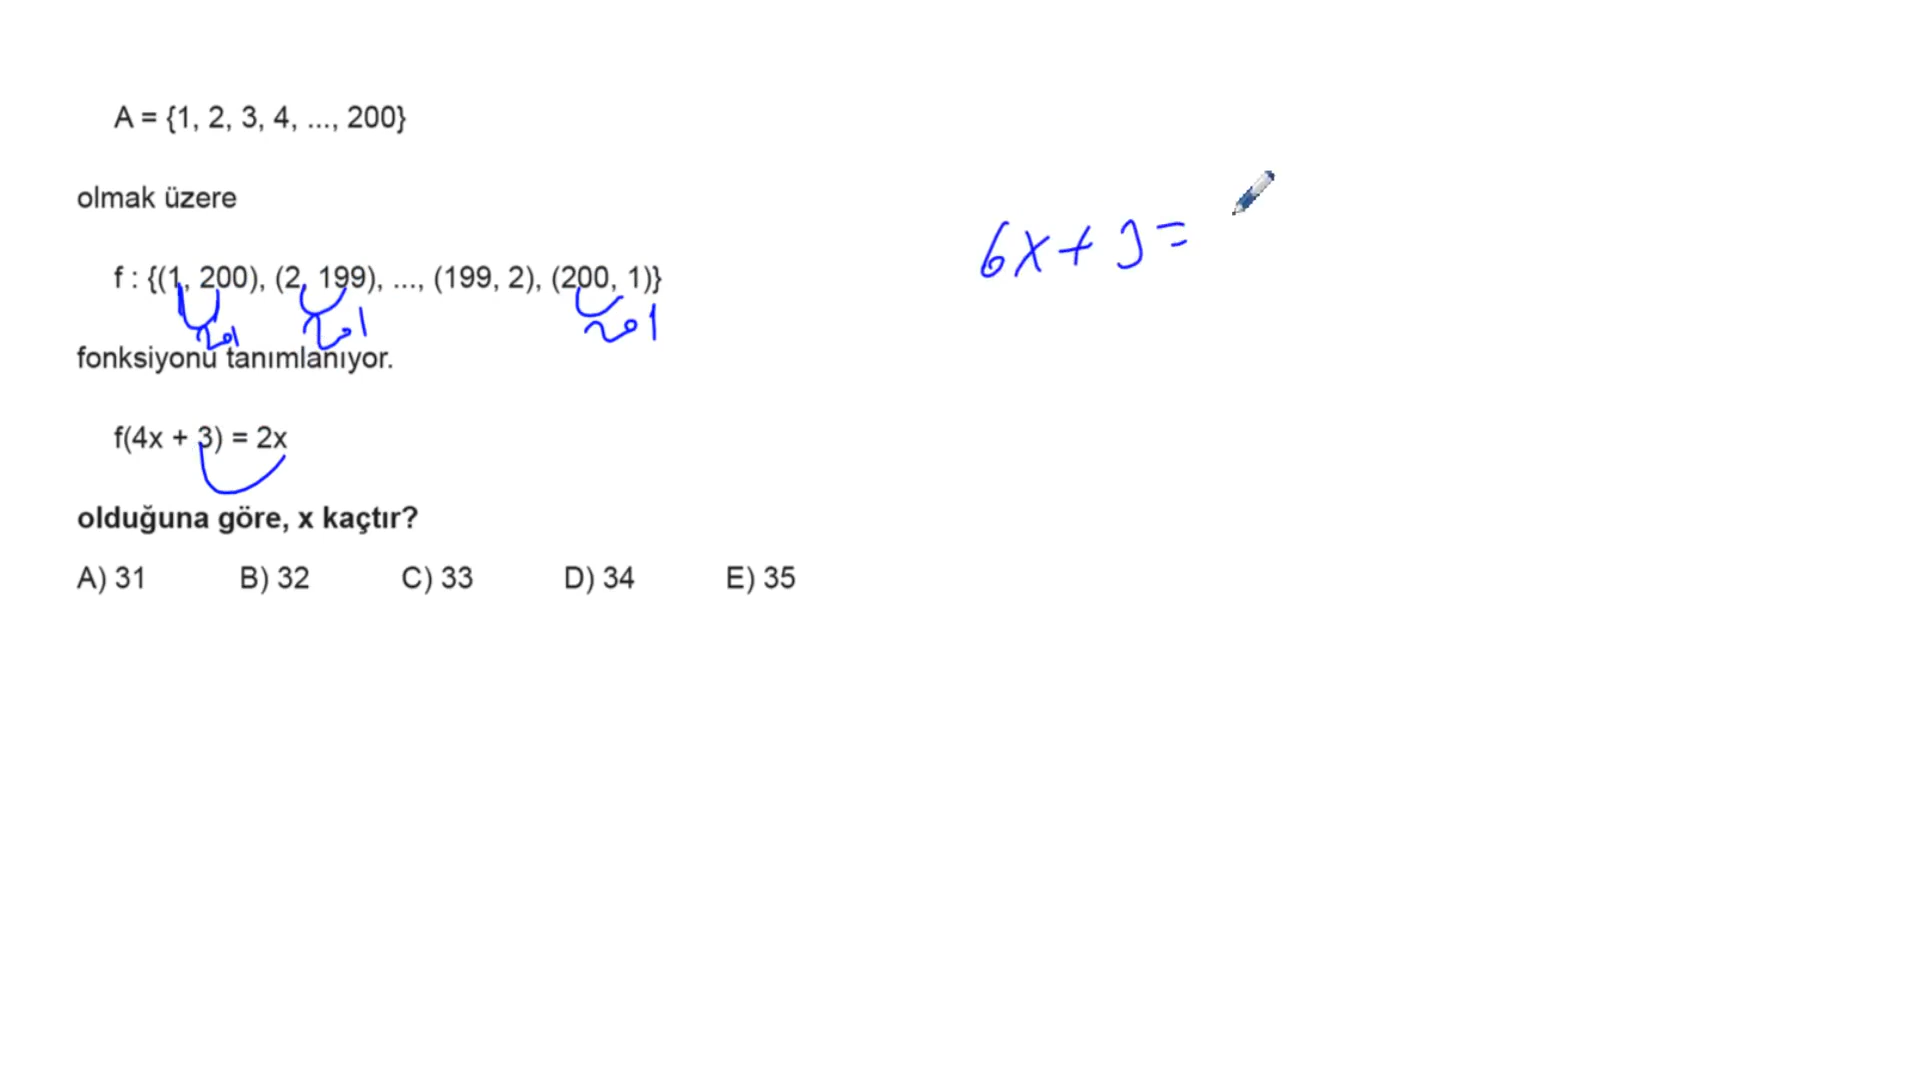 A = {1, 2, 3, 4, ..., 200}
olmak üzere
6x + 3 =
f : {(1, 200), (2, 199), ..., (199, 2), (200, 1)}
201 201 201
fonksiyonu tanımlanıyor.
f(4x + 3) = 2x
olduğuna göre, x kaçtır?
A) 31 B) 32 C) 33 D) 34 E) 35